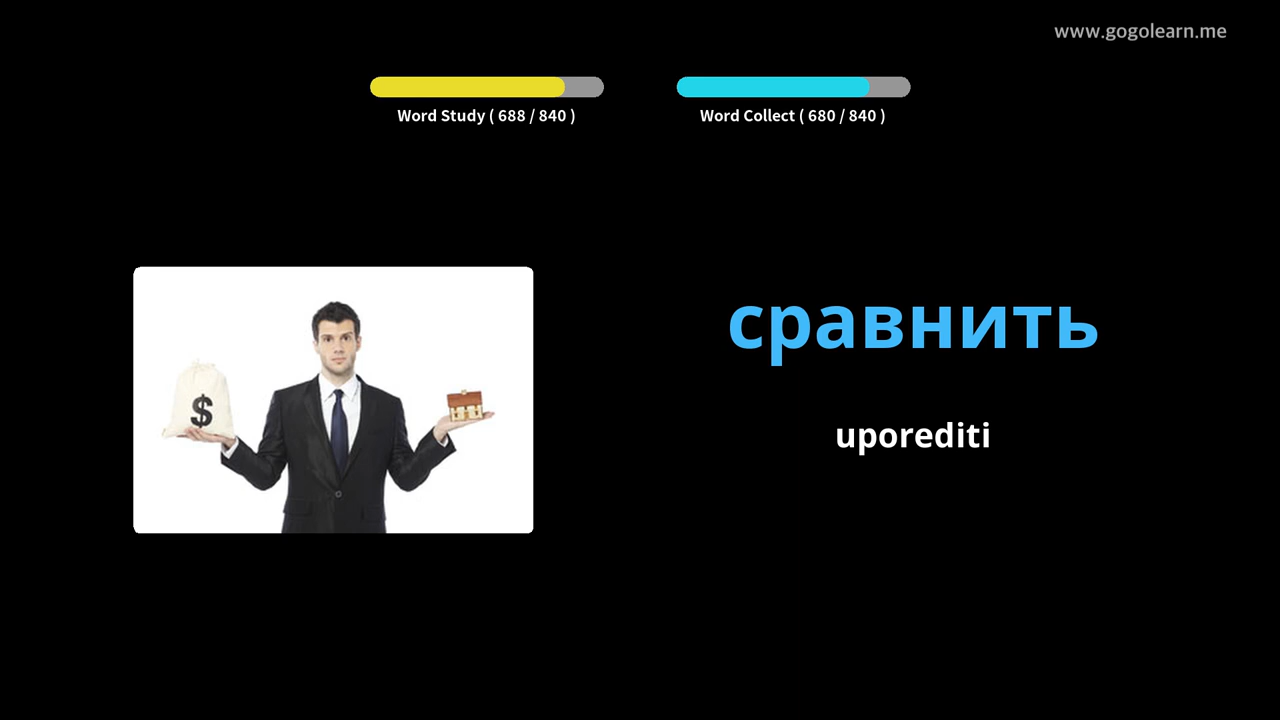 www.gogolearn.me
Word Study ( 688 / 840 )
Word Collect ( 680 / 840 )
$
сравнить
uporediti